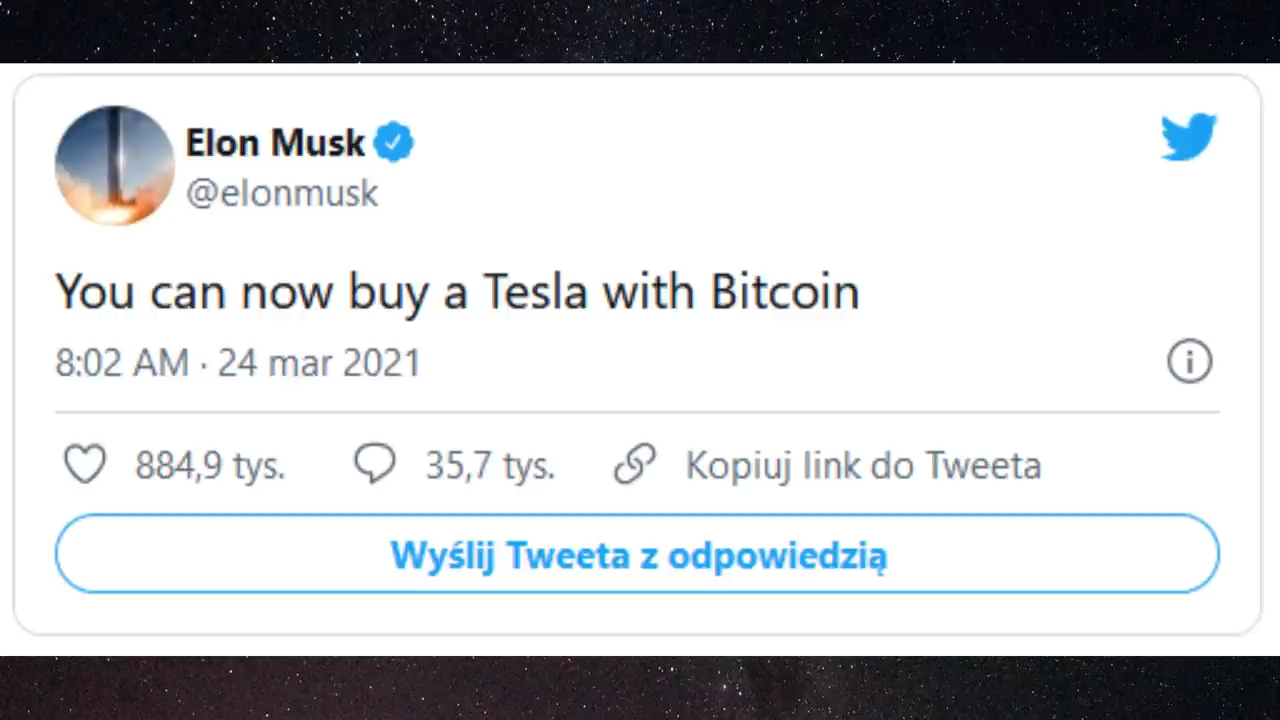 Elon Musk
@elonmusk
You can now buy a Tesla with Bitcoin
8:02 AM · 24 mar 2021
884,9 tys. 35,7 tys. Kopiuj link do Tweeta
Wyślij Tweeta z odpowiedzią